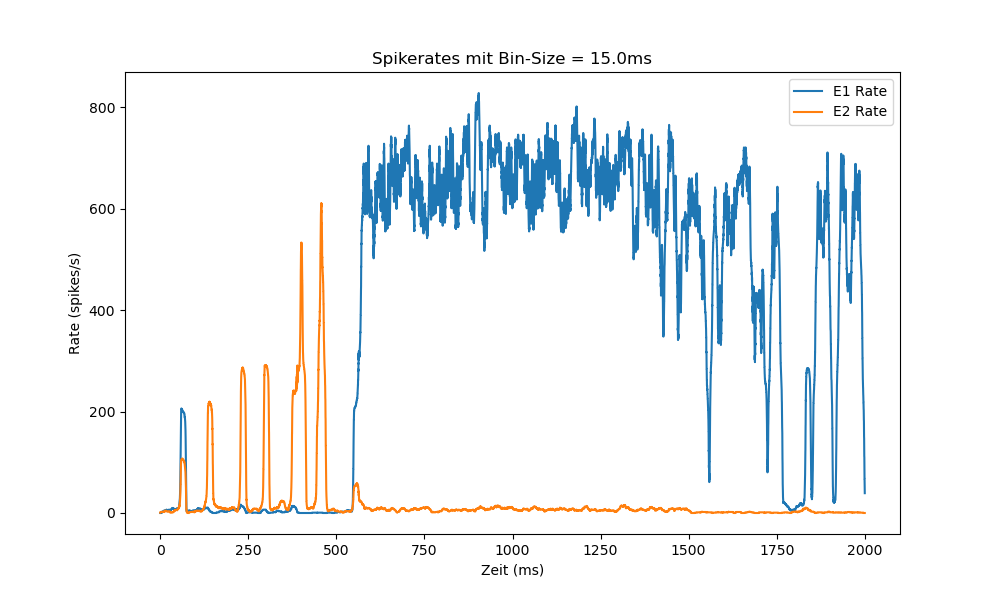 Spikerates mit Bin-Size = 15.0ms
E1 Rate
E2 Rate
800
600
400
200
0
Rate (spikes/s)
0 250 500 750 1000 1250 1500 1750 2000
Zeit (ms)